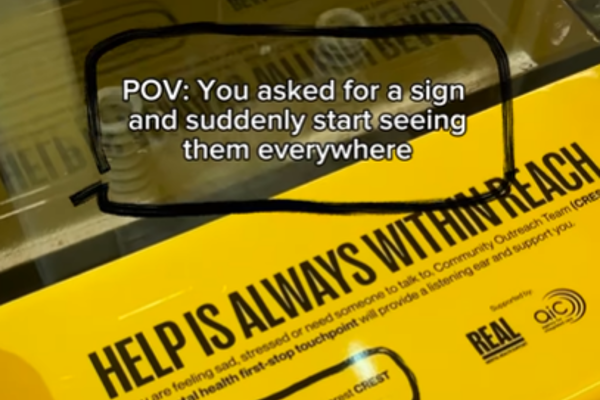 POV: You asked for a sign
and suddenly start seeing
them everywhere
HELP IS ALWAYS WITHIN REACH
are feeling sad, stressed or need someone to talk to, Community Outreach Team (CREST
health first-stop touchpoint will provide a listening ear and support you.
Supported by:
REAL
aic
CREST